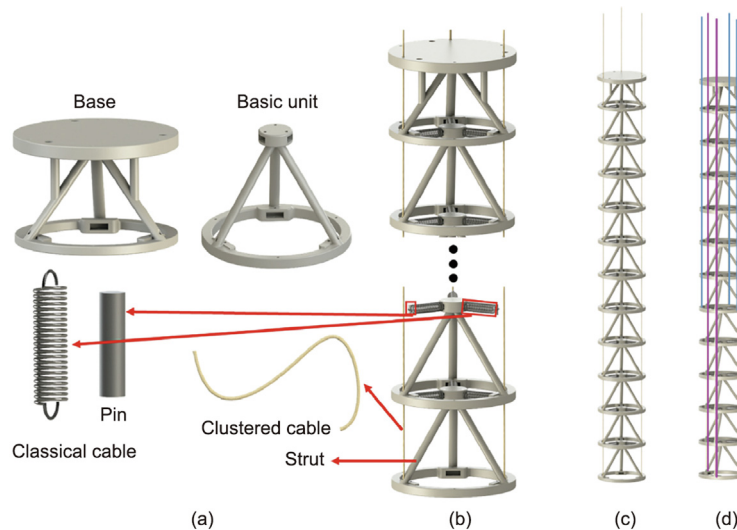 Base
Basic unit
Pin
Classical cable
Clustered cable
Strut
(a)
(b)
(c)
(d)